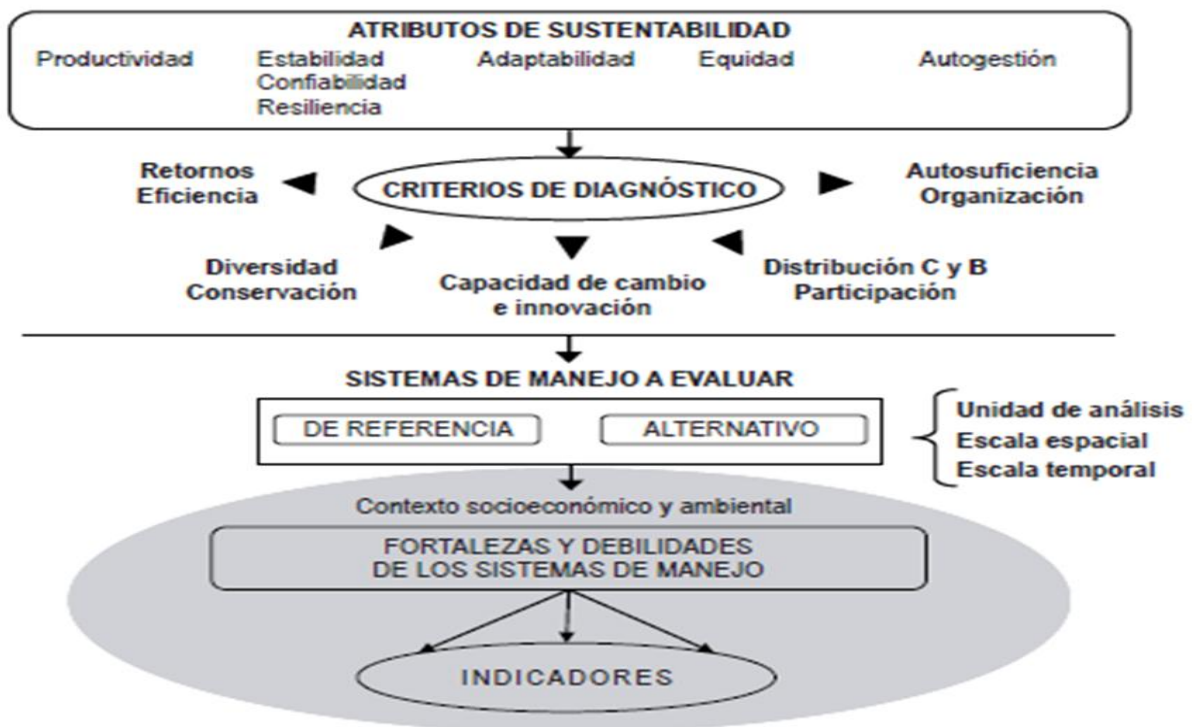 ATRIBUTOS DE SUSTENTABILIDAD
Productividad Estabilidad Adaptabilidad Equidad Autogestión
Confiabilidad
Resiliencia
Retornos
Eficiencia
CRITERIOS DE DIAGNÓSTICO
Autosuficiencia
Organización
Diversidad
Conservación
Capacidad de cambio
e innovación
Distribución C y B
Participación
SISTEMAS DE MANEJO A EVALUAR
DE REFERENCIA
ALTERNATIVO
Unidad de análisis
Escala espacial
Escala temporal
Contexto socioeconómico y ambiental
FORTALEZAS Y DEBILIDADES
DE LOS SISTEMAS DE MANEJO
INDICADORES